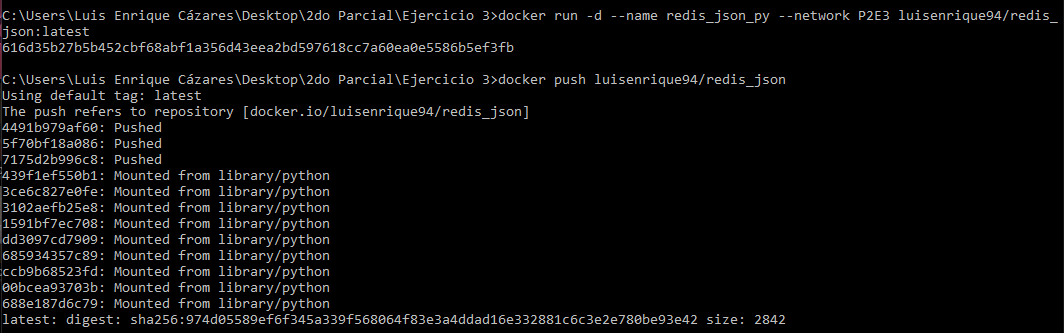 C:\Users\Luis Enrique Cázares\Desktop\2do Parcial\Ejercicio 3>docker run -d --name redis_json_py --network P2E3 luisenrique94/redis_
json:latest
616d35b27b5b452cbf68abf1a356d43eea2bd597618cc7a60ea0e5586b5ef3fb
C:\Users\Luis Enrique Cázares\Desktop\2do Parcial\Ejercicio 3>docker push luisenrique94/redis_json
Using default tag: latest
The push refers to repository [docker.io/luisenrique94/redis_json]
4491b979af60: Pushed
5f70bf18a086: Pushed
7175d2b996c8: Pushed
439f1ef550b1: Mounted from library/python
3ce6c827e0fe: Mounted from library/python
3102aefb25e8: Mounted from library/python
1591bf7ec708: Mounted from library/python
dd3097cd7909: Mounted from library/python
685934357c89: Mounted from library/python
ccb9b68523fd: Mounted from library/python
00bcea93703b: Mounted from library/python
688e187d6c79: Mounted from library/python
latest: digest: sha256:974d05589ef6f345a339f568064f83e3a4ddad16e332881c6c3e2e780be93e42 size: 2842